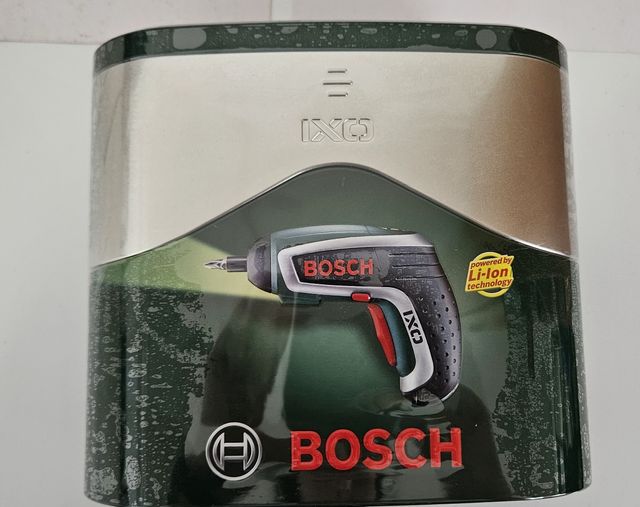 IXO
BOSCH
IXO
powered by
Li-Ion
technology
BOSCH